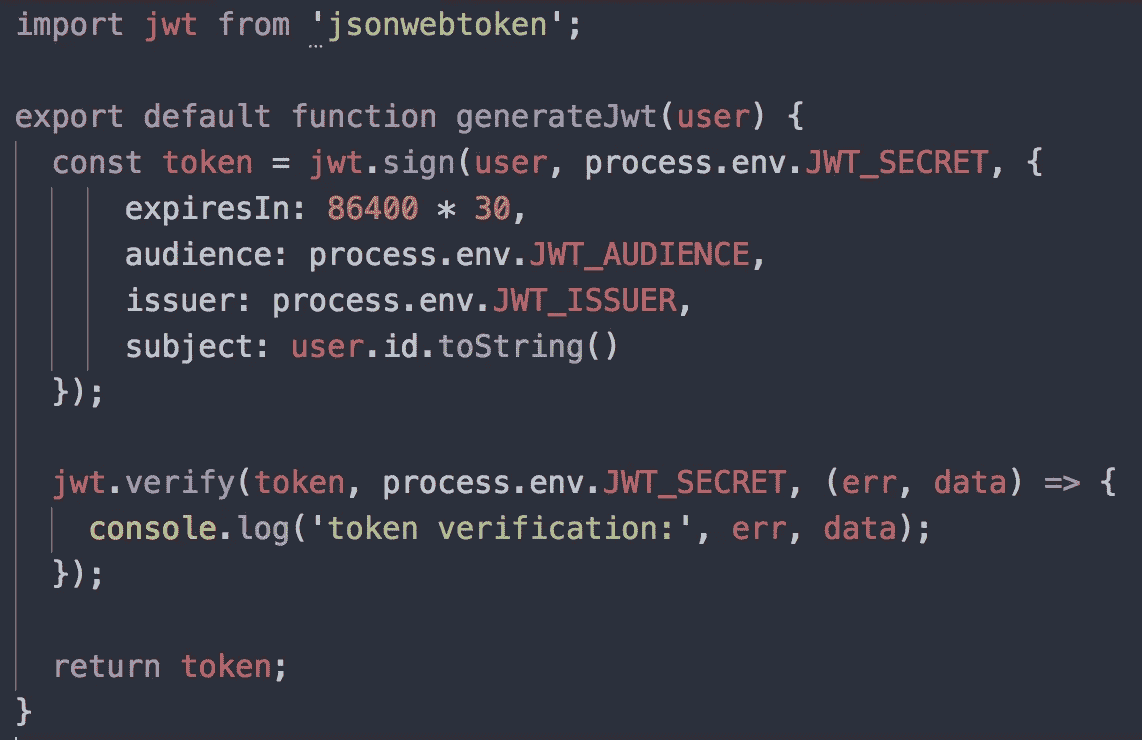 import jwt from 'jsonwebtoken';
export default function generateJwt(user) {
const token = jwt.sign(user, process.env.JWT_SECRET, {
expiresIn: 86400 * 30,
audience: process.env.JWT_AUDIENCE,
issuer: process.env.JWT_ISSUER,
subject: user.id.toString()
});
jwt.verify(token, process.env.JWT_SECRET, (err, data) => {
console.log('token verification:', err, data);
});
return token;
}